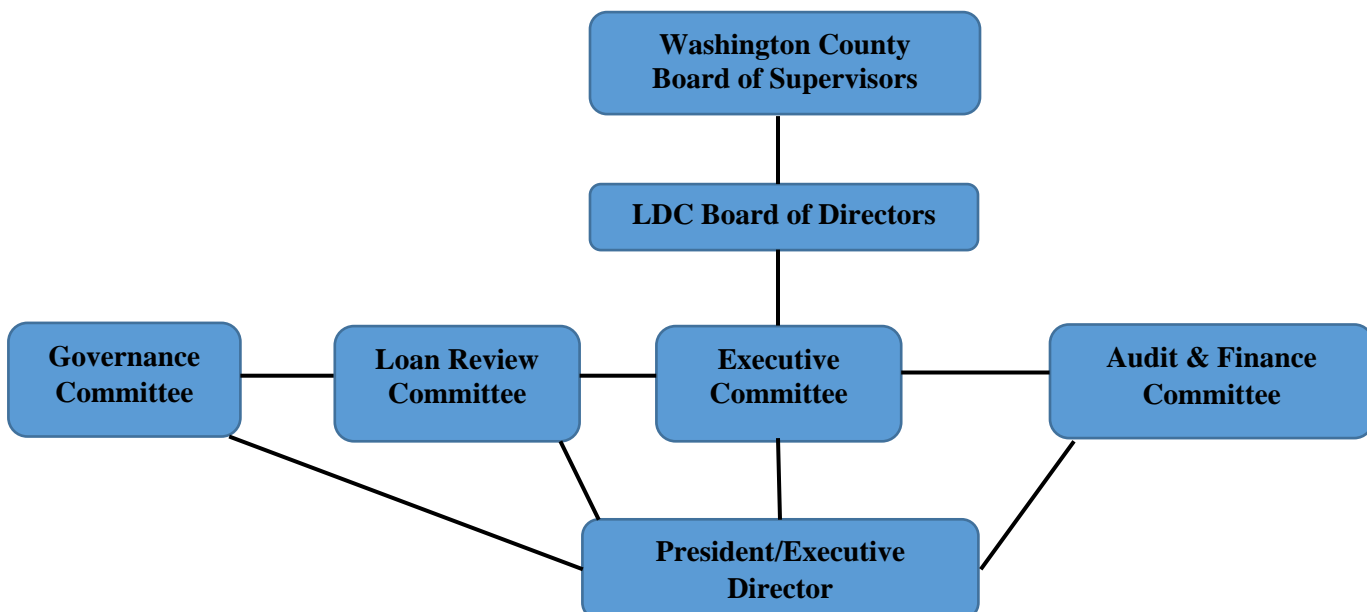 Washington County
Board of Supervisors
LDC Board of Directors
Governance
Committee
Loan Review
Committee
Executive
Committee
Audit & Finance
Committee
President/Executive
Director